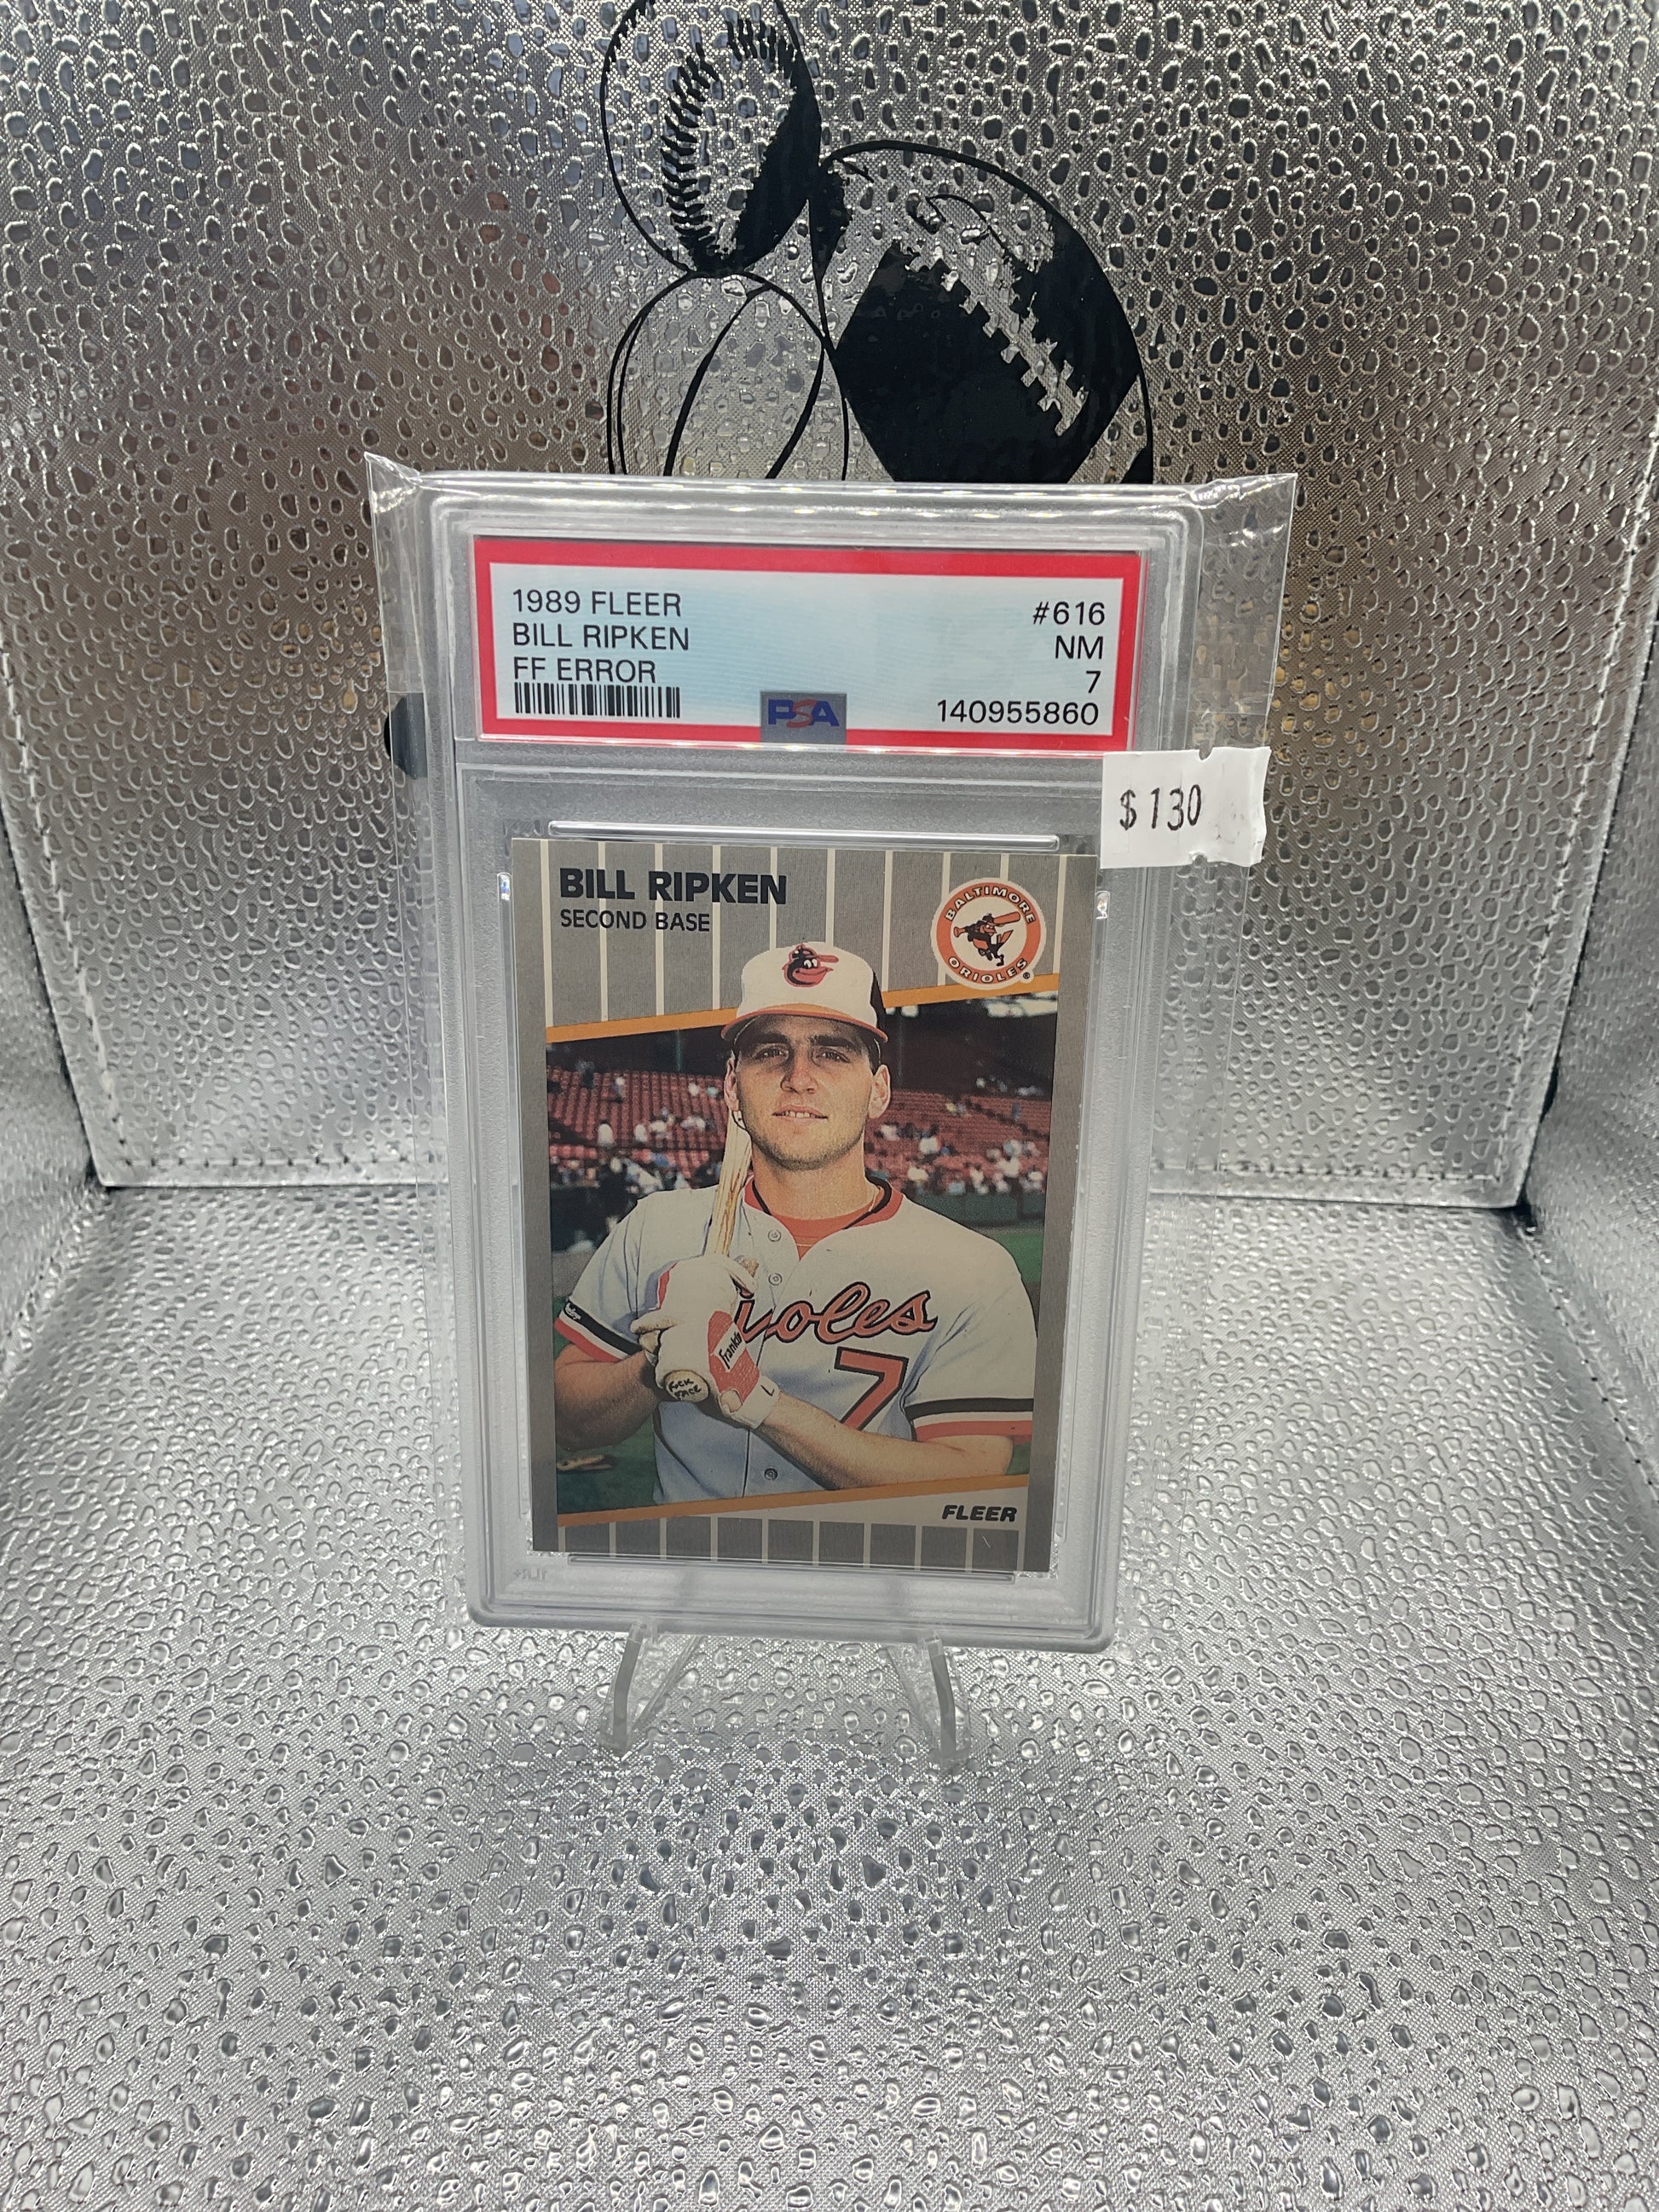 1989 FLEER
BILL RIPKEN
FF ERROR
#616
NM
7
140955860
PSA
$130
BILL RIPKEN
SECOND BASE
BALTIMORE
ORIOLES
Franklin
7
FUCK
FACE
FLEER